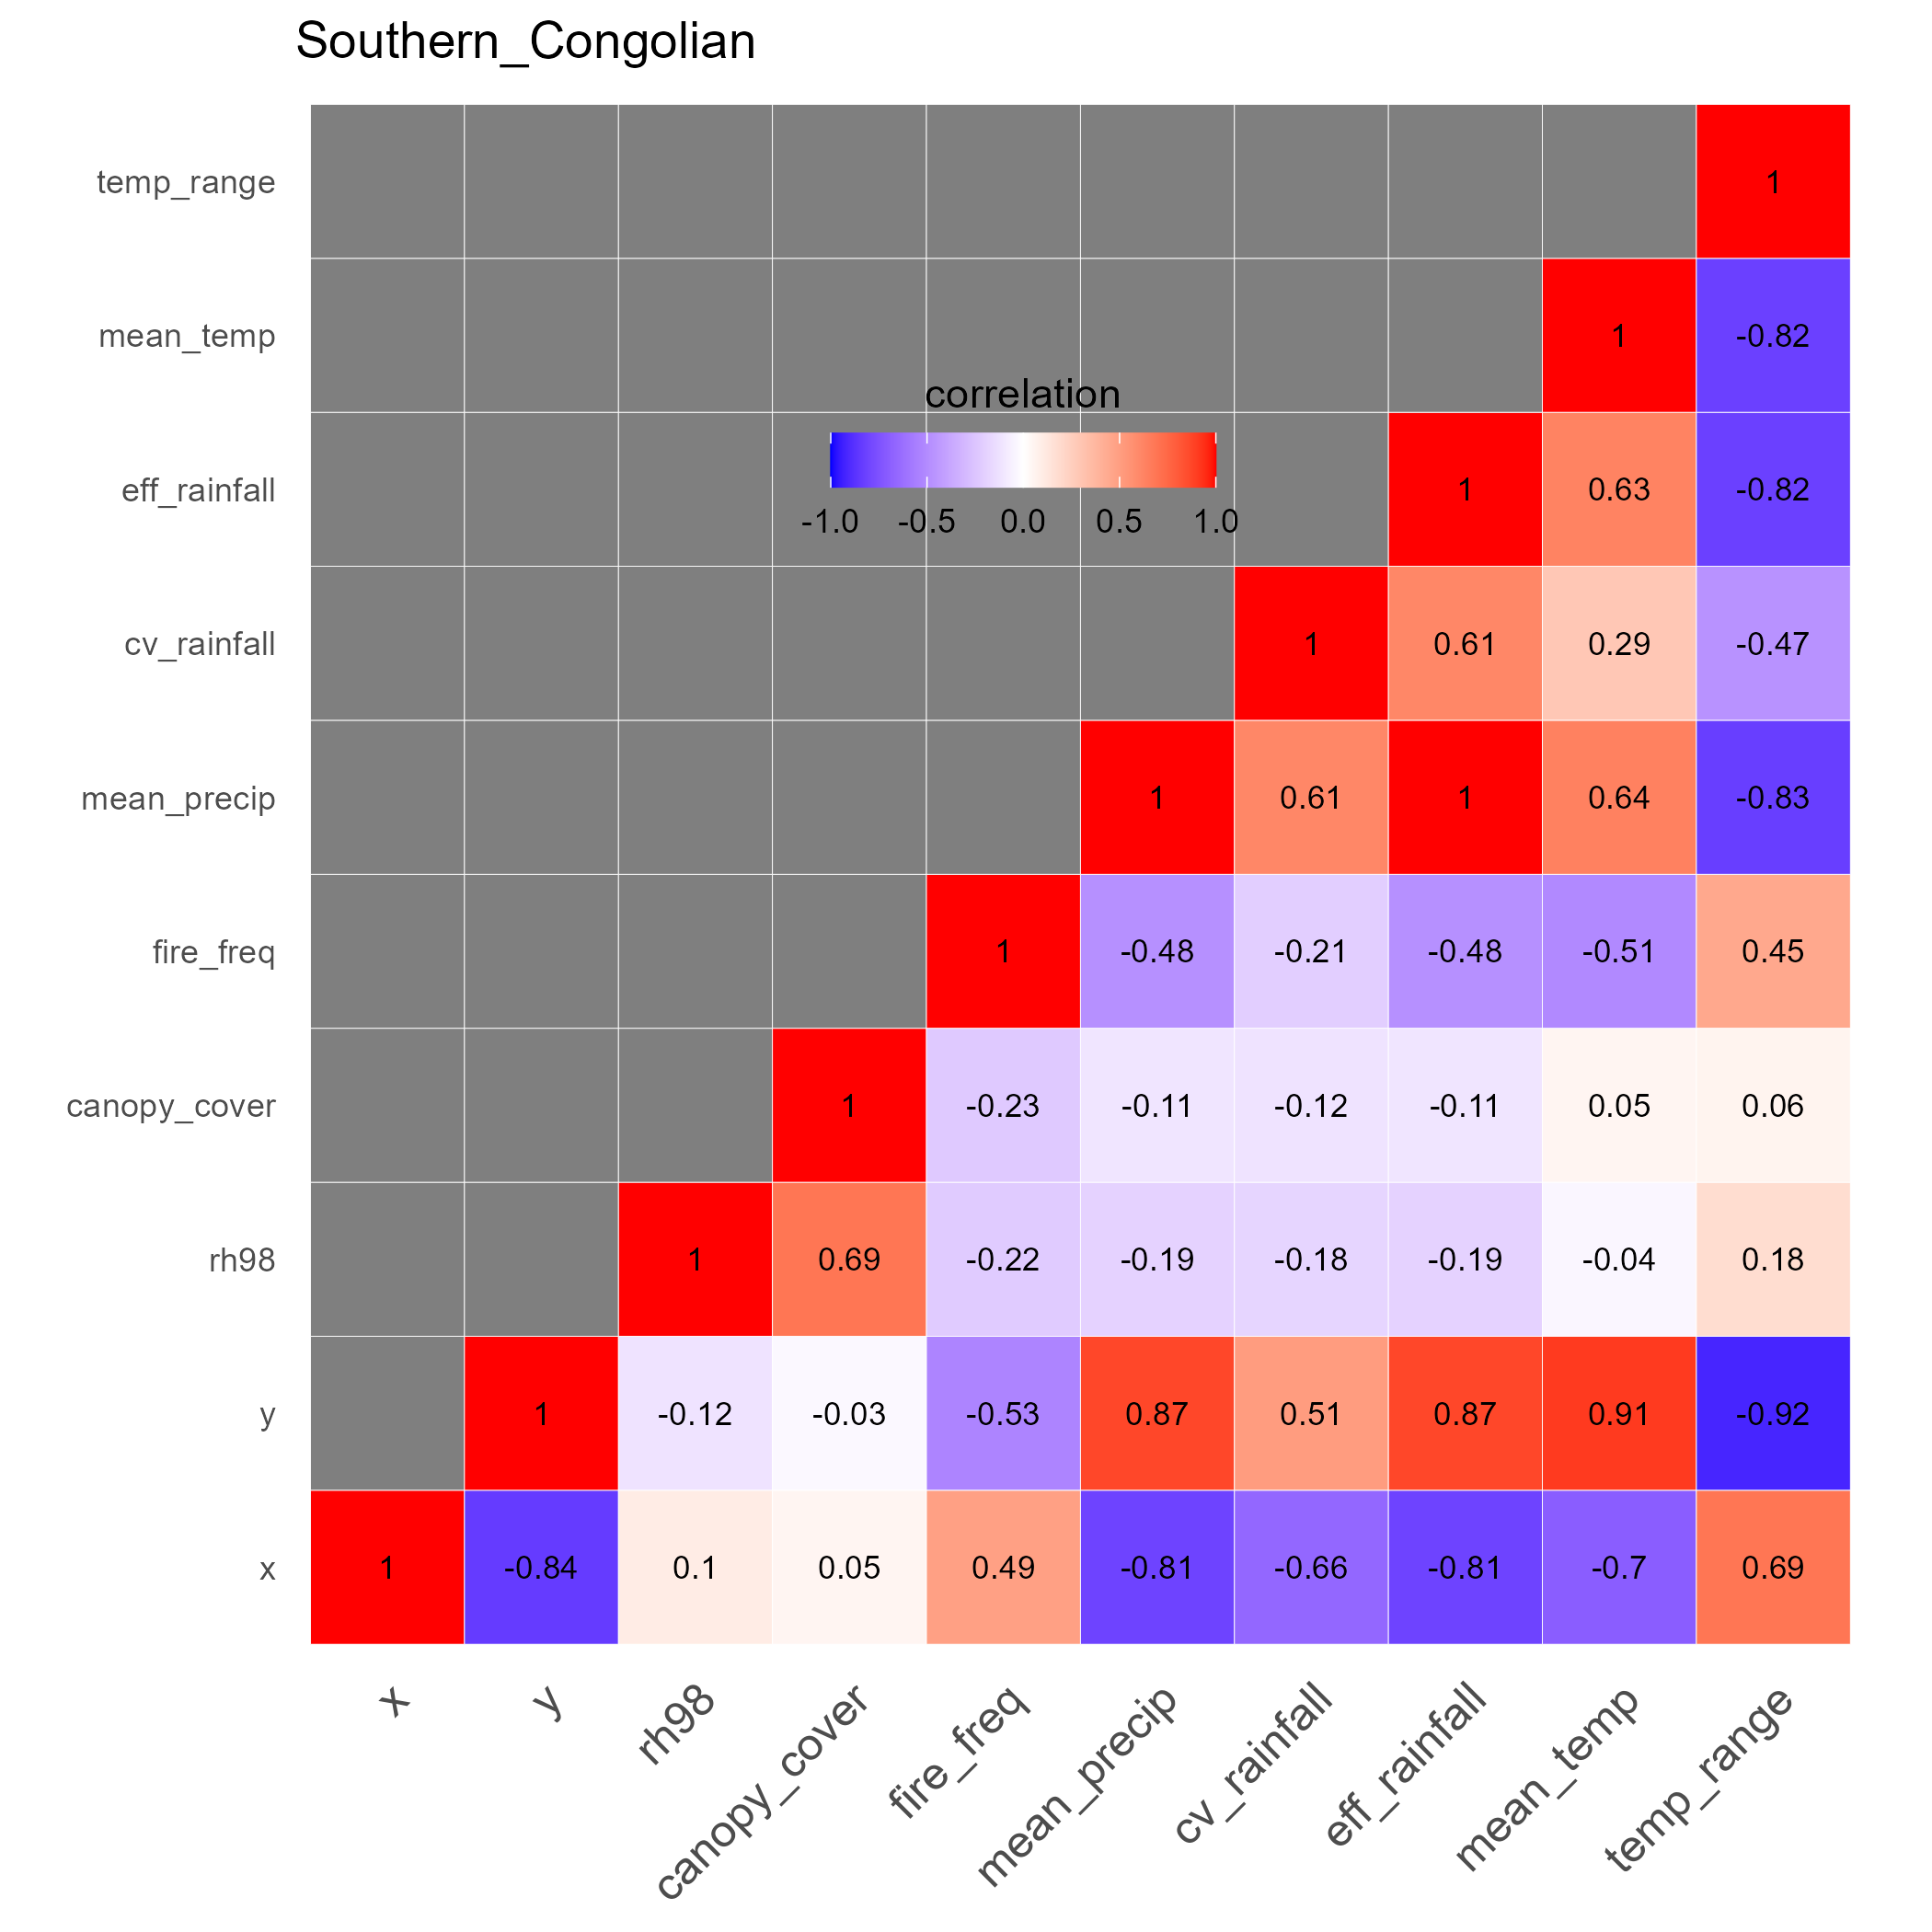 Southern_Congolian
temp_range 1
mean_temp 1 -0.82
correlation
-1.0 -0.5 0.0 0.5 1.0
eff_rainfall 1 0.63 -0.82
cv_rainfall 1 0.61 0.29 -0.47
mean_precip 1 0.61 1 0.64 -0.83
fire_freq 1 -0.48 -0.21 -0.48 -0.51 0.45
canopy_cover 1 -0.23 -0.11 -0.12 -0.11 0.05 0.06
rh98 1 0.69 -0.22 -0.19 -0.18 -0.19 -0.04 0.18
y 1 -0.12 -0.03 -0.53 0.87 0.51 0.87 0.91 -0.92
x 1 -0.84 0.1 0.05 0.49 -0.81 -0.66 -0.81 -0.7 0.69
x y rh98 canopy_cover fire_freq mean_precip cv_rainfall eff_rainfall mean_temp temp_range